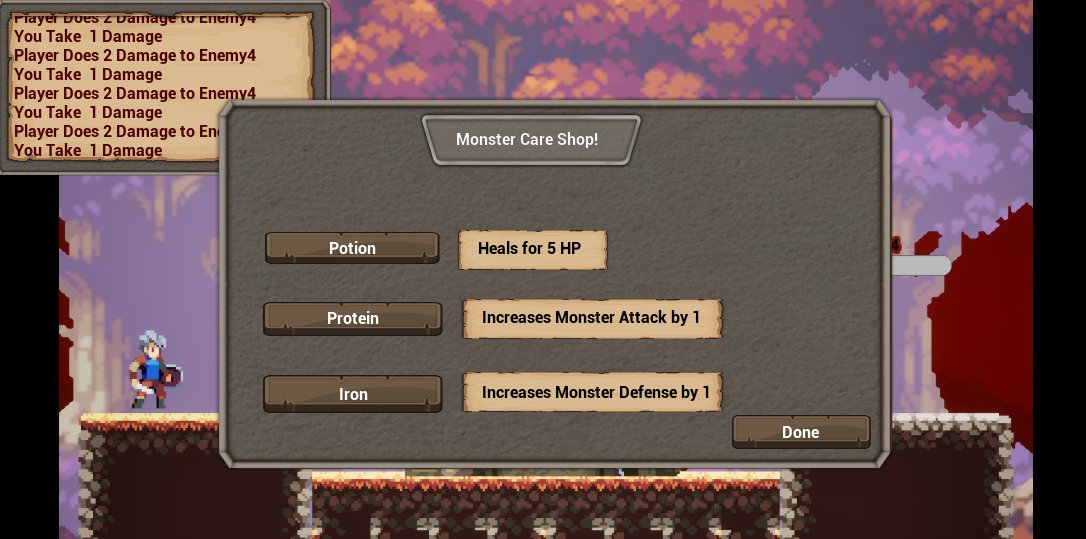 Player Does 2 Damage to Enemy4
You Take 1 Damage
Player Does 2 Damage to Enemy4
You Take 1 Damage
Player Does 2 Damage to Enemy4
You Take 1 Damage
Player Does 2 Damage to
You Take 1 Damage
Monster Care Shop!
Potion
Heals for 5 HP
4
Protein
Increases Monster Attack by 1
Iron
Increases Monster Defense by 1
Done